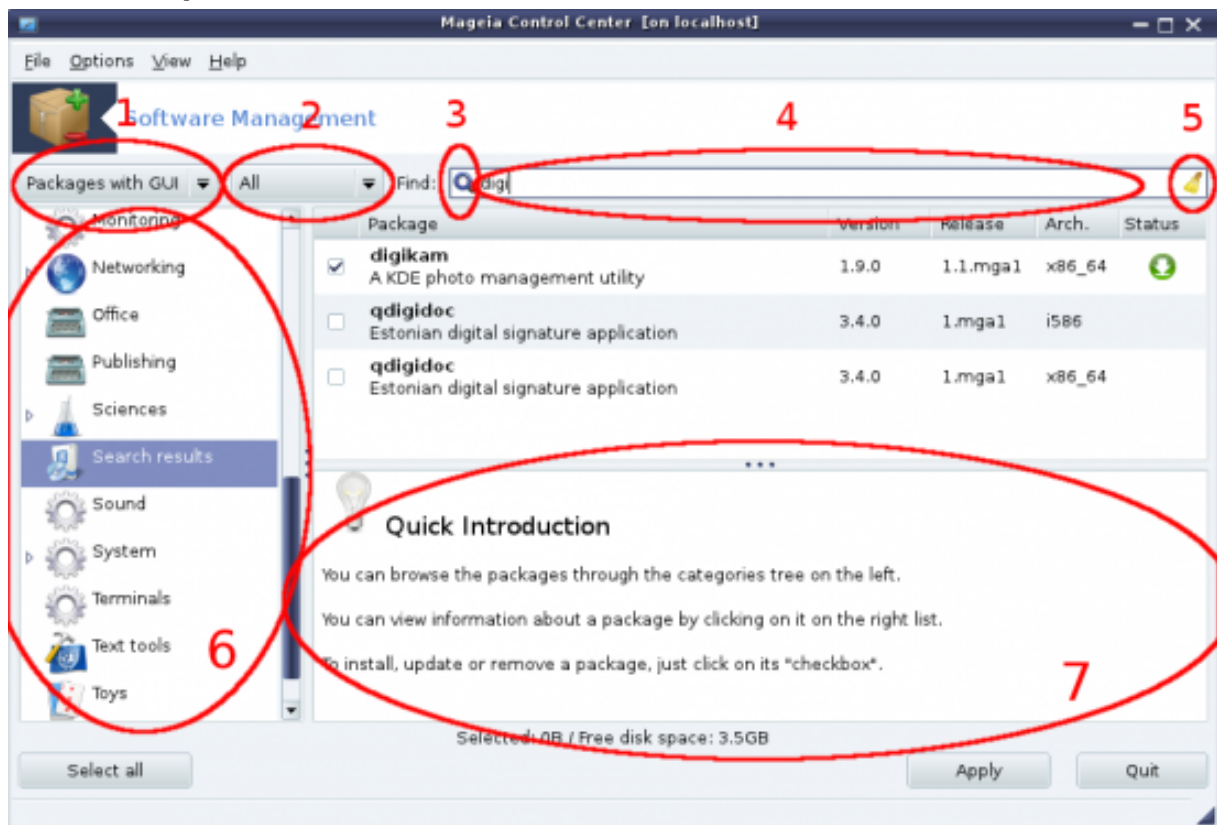 Mageia Control Center [on localhost]
File Options View Help
Software Management
1 2 3 4 5
Packages with GUI All Find: digi
Package Version Release Arch. Status
Monitoring
Networking
Office
Publishing
Sciences
Search results
Sound
System
Terminals
Text tools
Toys
6
digikam
A KDE photo management utility 1.9.0 1.1.mga1 x86_64
qdigidoc
Estonian digital signature application 3.4.0 1.mga1 i586
qdigidoc
Estonian digital signature application 3.4.0 1.mga1 x86_64
Quick Introduction
You can browse the packages through the categories tree on the left.
You can view information about a package by clicking on it on the right list.
To install, update or remove a package, just click on its "checkbox".
7
Selected: 0B / Free disk space: 3.5GB
Select all Apply Quit